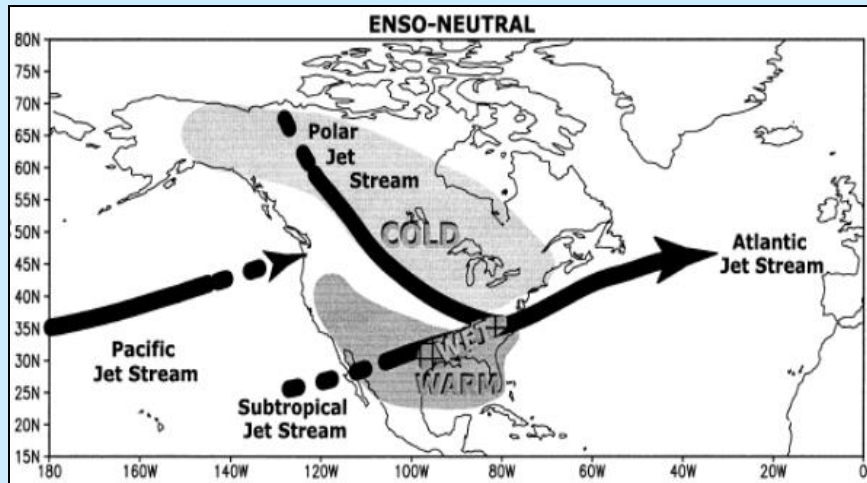 ENSO-NEUTRAL
80N
75N
70N
65N
60N
55N
50N
45N
40N
35N
30N
25N
20N
15N
Polar
Jet
Stream
COLD
Atlantic
Jet Stream
Pacific
Jet Stream
WET
WARM
Subtropical
Jet Stream
180 160W 140W 120W 100W 80W 60W 40W 20W 0